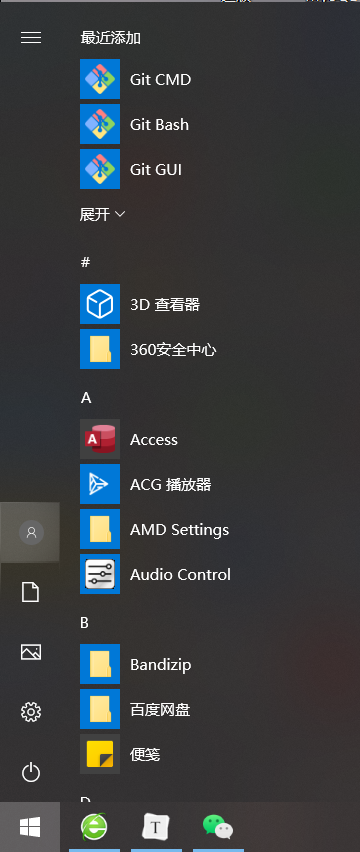 最近添加
Git CMD
Git Bash
Git GUI
展开
#
3D 查看器
360安全中心
A
Access
ACG 播放器
AMD Settings
Audio Control
B
Bandizip
百度网盘
便笺
T